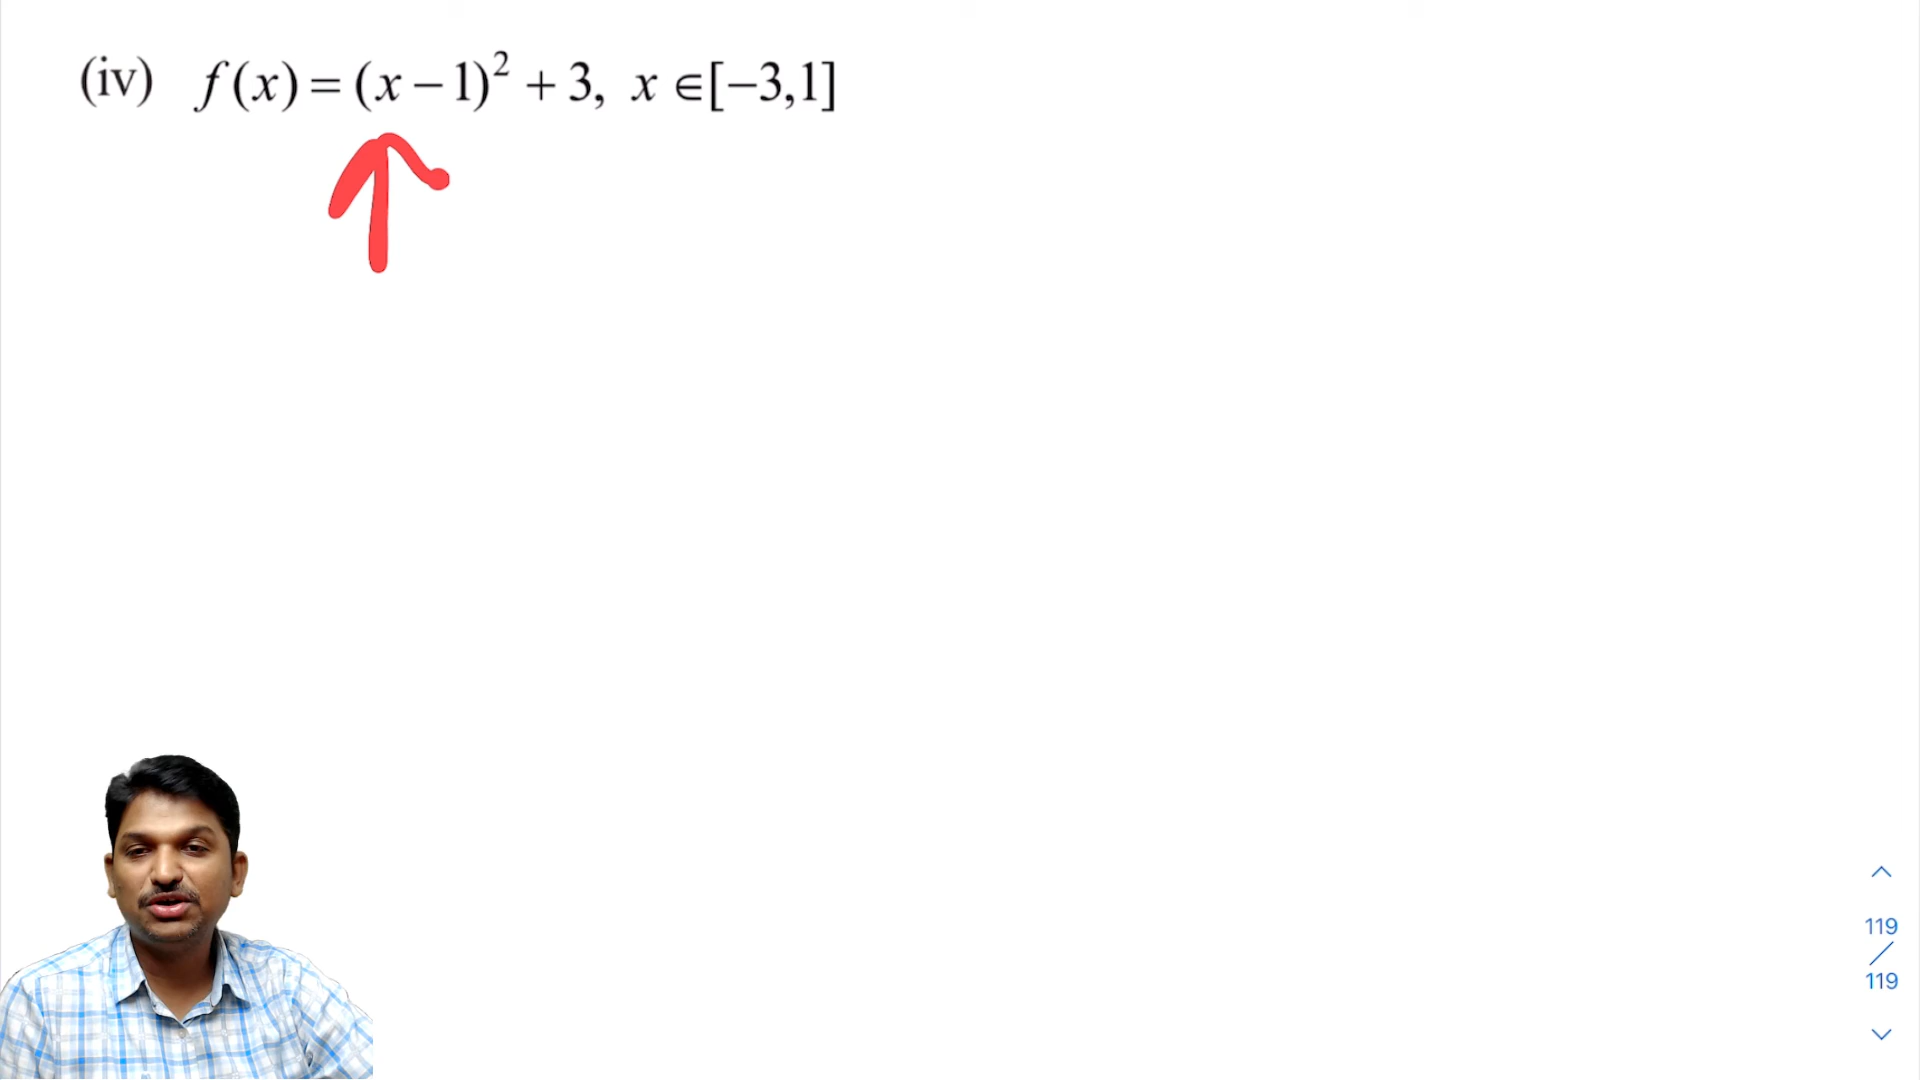 (iv) f(x) = (x − 1)² + 3, x ∈ [−3,1]
119
/
119